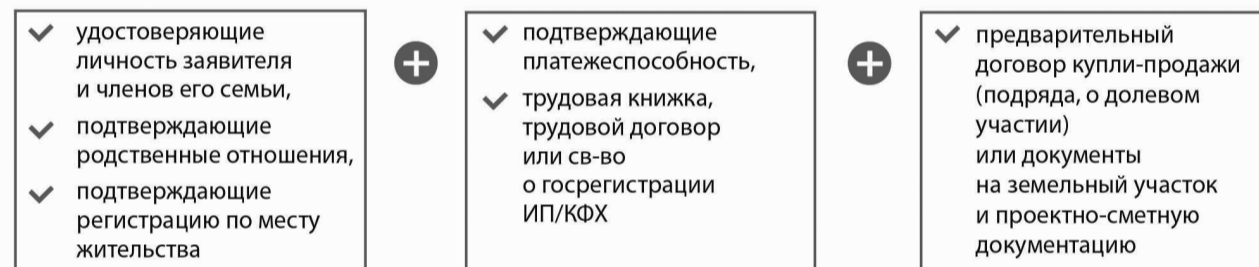 удостоверяющие
личность заявителя
и членов его семьи,
подтверждающие
родственные отношения,
подтверждающие
регистрацию по месту
жительства
подтверждающие
платежеспособность,
трудовая книжка,
трудовой договор
или св-во
о госрегистрации
ИП/КФХ
предварительный
договор купли-продажи
(подряда, о долевом
участии)
или документы
на земельный участок
и проектно-сметную
документацию